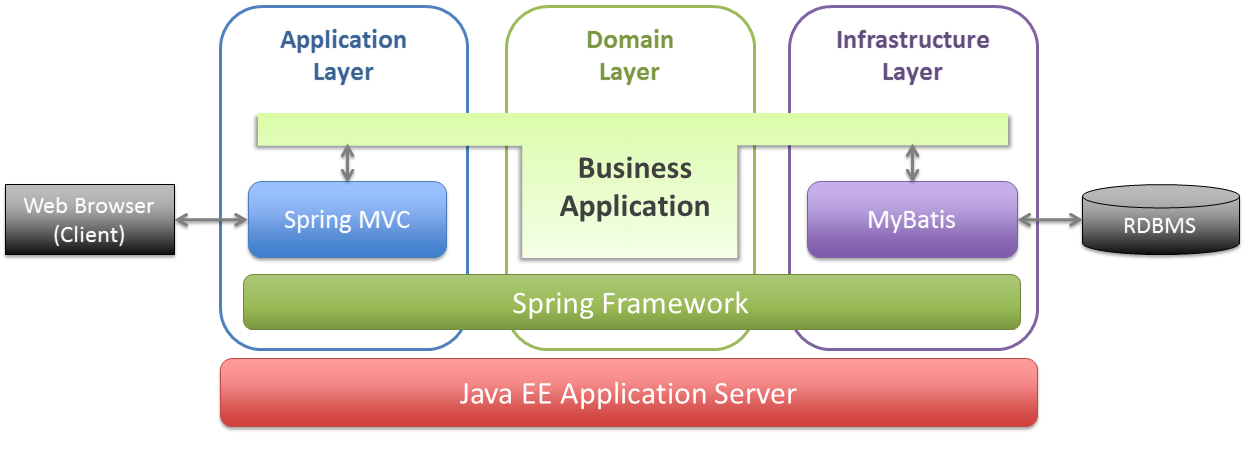 Application
Layer
Domain
Layer
Infrastructure
Layer
Business
Application
Web Browser
(Client)
Spring MVC
MyBatis
RDBMS
Spring Framework
Java EE Application Server